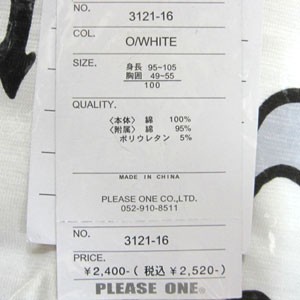 NO. 3121-16
COL. O/WHITE
SIZE.
身長 95~105
胸囲 49~55
100
QUALITY.
〈本体〉 綿 100%
〈附属〉 綿 95%
ポリウレタン 5%
MADE IN CHINA
PLEASE ONE CO.,LTD.
052-910-8511
NO. 3121-16
PRICE.
¥2,400-(税込¥2,520-)
PLEASE ONE.